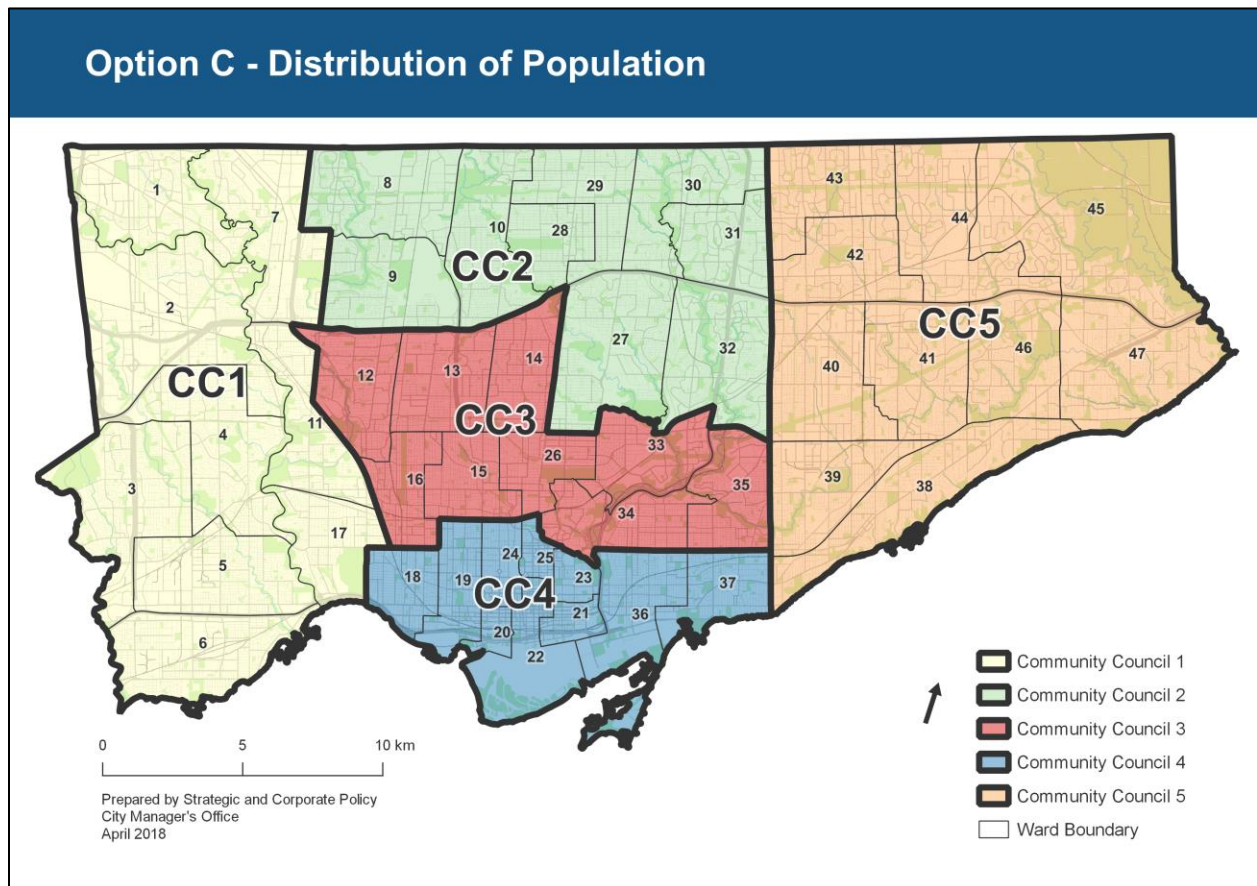 Option C - Distribution of Population
1
7
8
10
29
30
28
31
43
44
45
42
CC2
9
2
27
32
CC5
40
41
46
47
14
12
13
CC1
CC3
4
11
3
26
33
15
16
35
39
38
34
17
5
24
25
18
19
CC4
23
37
21
36
20
22
6
Community Council 1
Community Council 2
Community Council 3
Community Council 4
Community Council 5
Ward Boundary
0 5 10 km
Prepared by Strategic and Corporate Policy
City Manager's Office
April 2018